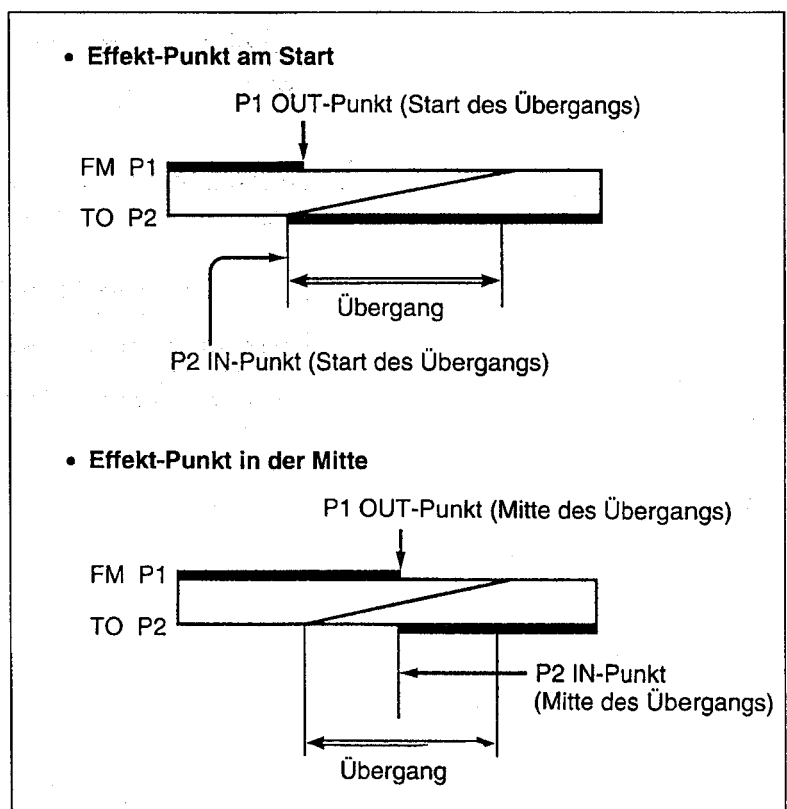 • Effekt-Punkt am Start
P1 OUT-Punkt (Start des Übergangs)
FM P1
TO P2
Übergang
P2 IN-Punkt (Start des Übergangs)
• Effekt-Punkt in der Mitte
P1 OUT-Punkt (Mitte des Übergangs)
FM P1
TO P2
P2 IN-Punkt
(Mitte des Übergangs)
Übergang